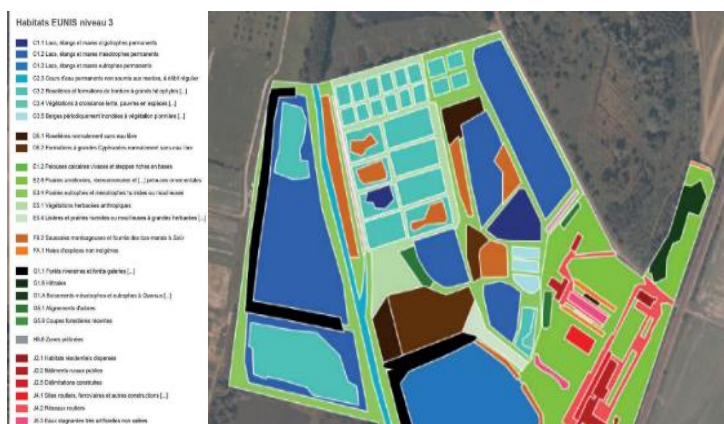 Habitats EUNIS niveau 3
C1.1 Lacs, étangs et mares oligotrophes permanents
C1.2 Lacs, étangs et mares mésotrophes permanents
C1.3 Lacs, étangs et mares eutrophes permanents
C2.3 Cours d'eau permanents non soumis aux marées, à débit régulier
C3.2 Roselières et formations de bordure à grands hélophytes [...]
C3.4 Végétations à croissance lente, pauvres en espèces [...]
C3.5 Berges périodiquement inondées à végétation pionnière [...]
D5.1 Roselières normalement sans eau libre
D5.2 Formations à grandes Cypéracées normalement sans eau libre
E1.2 Pelouses calcaires vivaces et steppes riches en bases
E2.6 Prairies améliorées, réensemencées et [...] pelouses ornementales
E3.4 Prairies eutrophes et mésotrophes humides ou mouilleuses
E5.1 Végétations herbacées anthropiques
E5.4 Lisières et prairies humides ou mouilleuses à grandes herbacées [...]
F9.2 Saussaies marécageuses et fourrés des bas-marais à Salix
FA.1 Haies d'espèces non indigènes
G1.1 Forêts riveraines et forêts galeries [...]
G1.6 Hêtraies
G1.A Boisements mésotrophes et eutrophes à Quercus [...]
G5.1 Alignements d'arbres
G5.8 Coupes forestières récentes
Zones piétinées
J2.1 Habitats résidentiels dispersés
J2.2 Bâtiments ruraux publics
J2.5 Délimitations construites
J4.1 Sites routiers, ferroviaires et autres constructions [...]
J4.2 Réseaux routiers
J5.3 Eaux stagnantes très artificielles non salées